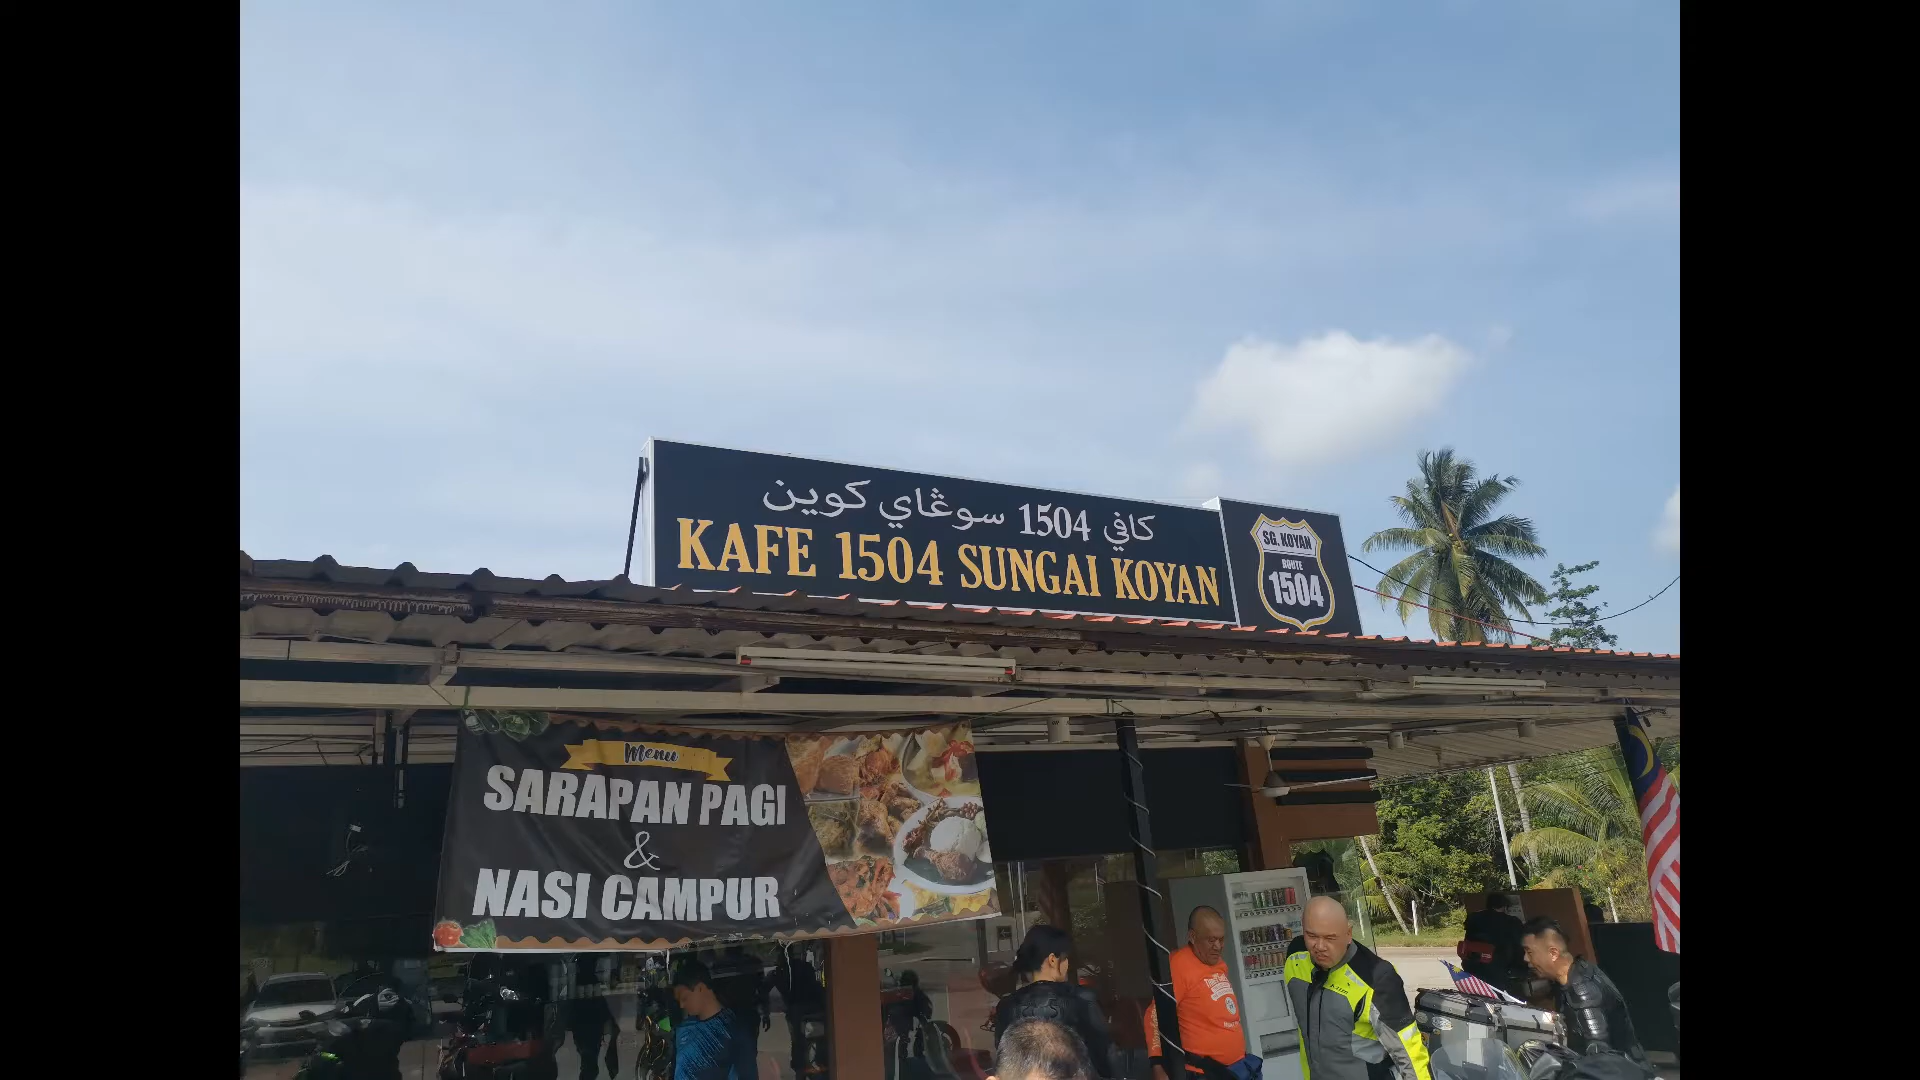 كافي 1504 سوڠاي كوين
KAFE 1504 SUNGAI KOYAN
SG. KOYAN
ROUTE
1504
Menu
SARAPAN PAGI
&
NASI CAMPUR